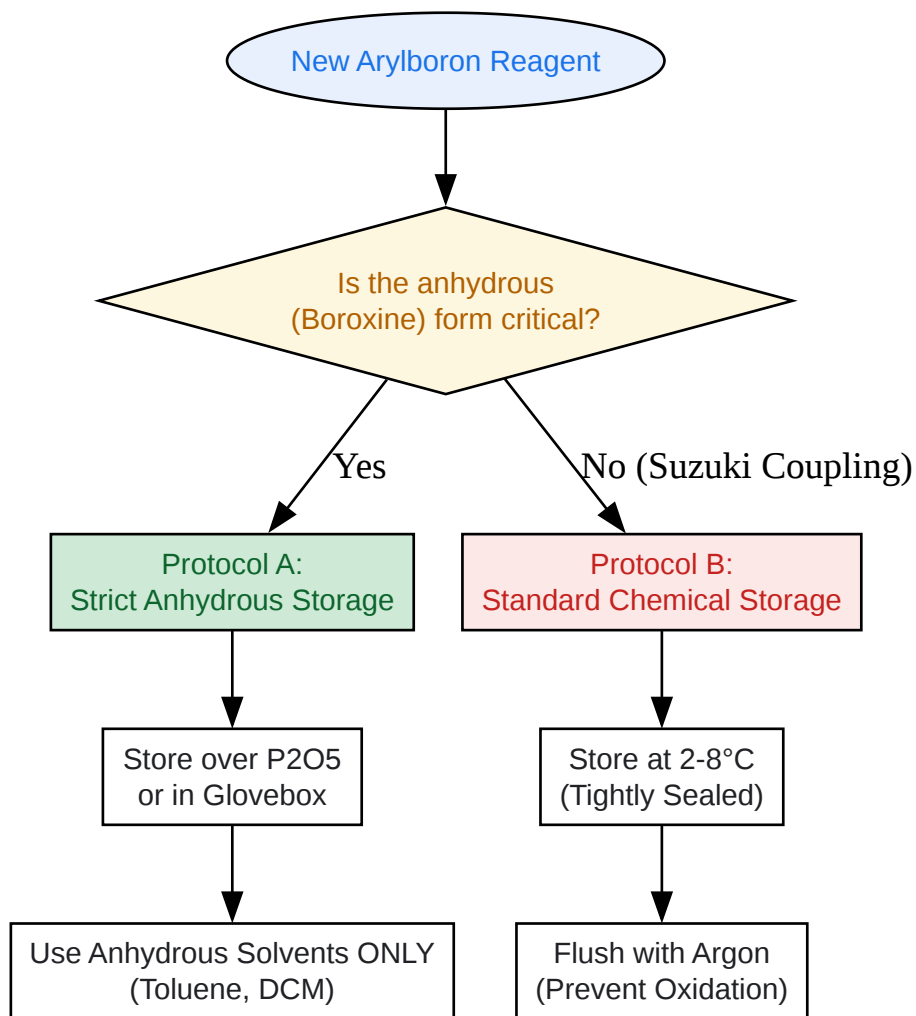 New Arylboron Reagent
Is the anhydrous
(Boroxine) form critical?
Yes
No (Suzuki Coupling)
Protocol A:
Strict Anhydrous Storage
Protocol B:
Standard Chemical Storage
Store over P2O5
or in Glovebox
Store at 2-8°C
(Tightly Sealed)
Use Anhydrous Solvents ONLY
(Toluene, DCM)
Flush with Argon
(Prevent Oxidation)